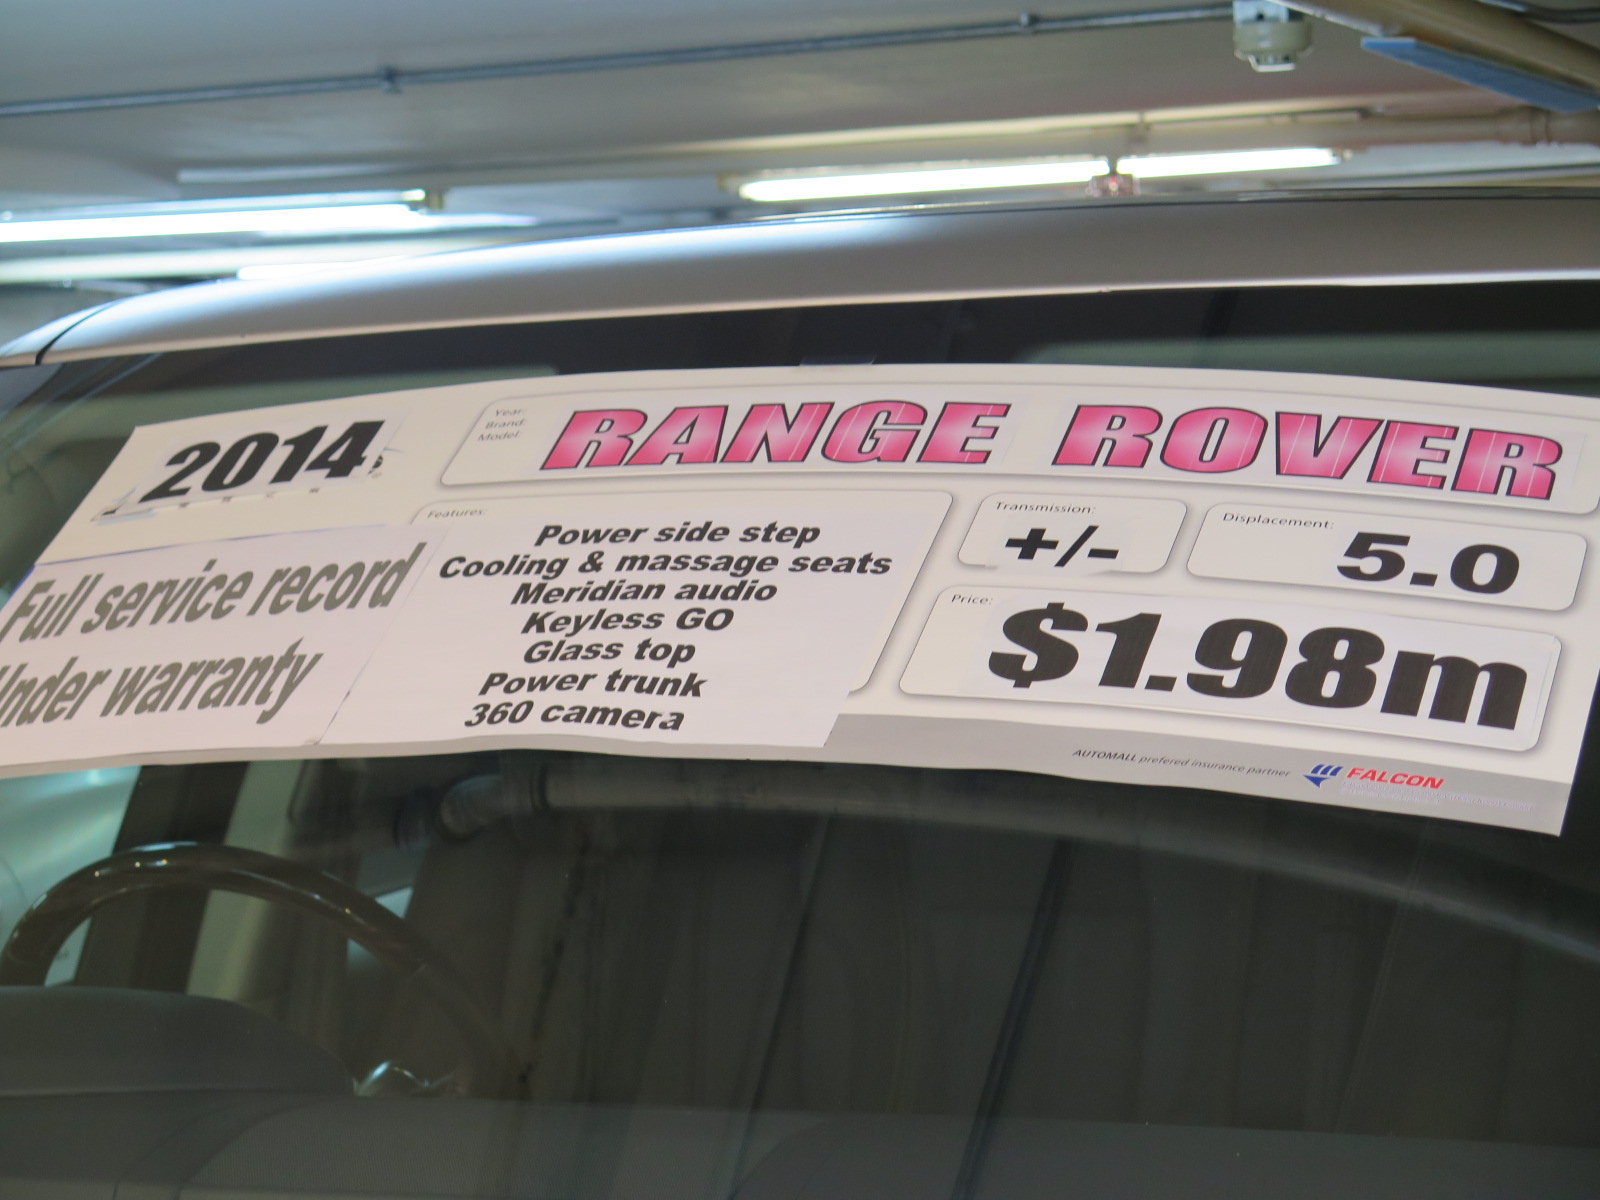 2014
Year:
Brand:
Model:
RANGE ROVER
Full service record
Under warranty
Features:
Power side step
Cooling & massage seats
Meridian audio
Keyless GO
Glass top
Power trunk
360 camera
Transmission:
+/-
Displacement:
5.0
Price:
$1.98m
AUTOMALL prefered insurance partner
FALCON